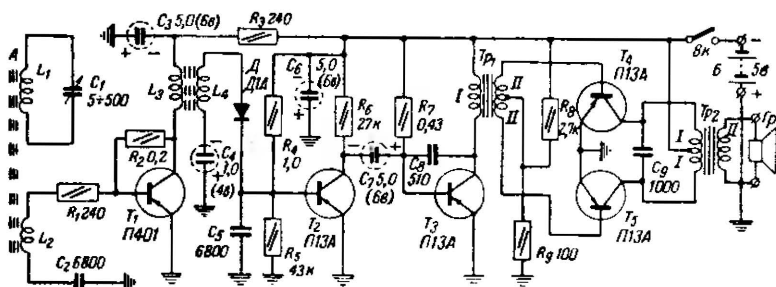 A
L₁
C₁
5÷500
C₃ 5,0 (6в)
R₃ 240
L₃
L₄
Д
Д1А
C₆
5,0
(6в)
R₄
1,0
R₆
27к
R₇
0,43
Тр₁
I
II
II
T₄
П13А
Вк
Б
5в
R₂ 0,2
C₄
1,0
(4в)
R₁ 240
T₁
П401
L₂
C₂ 6800
C₅
6800
R₅
43к
T₂
П13А
C₇ 5,0
(6в)
C₈
510
T₃
П13А
R₈
2,7к
R₉ 100
C₉
1000
T₅
П13А
Тр₂
I
I
II
Гр